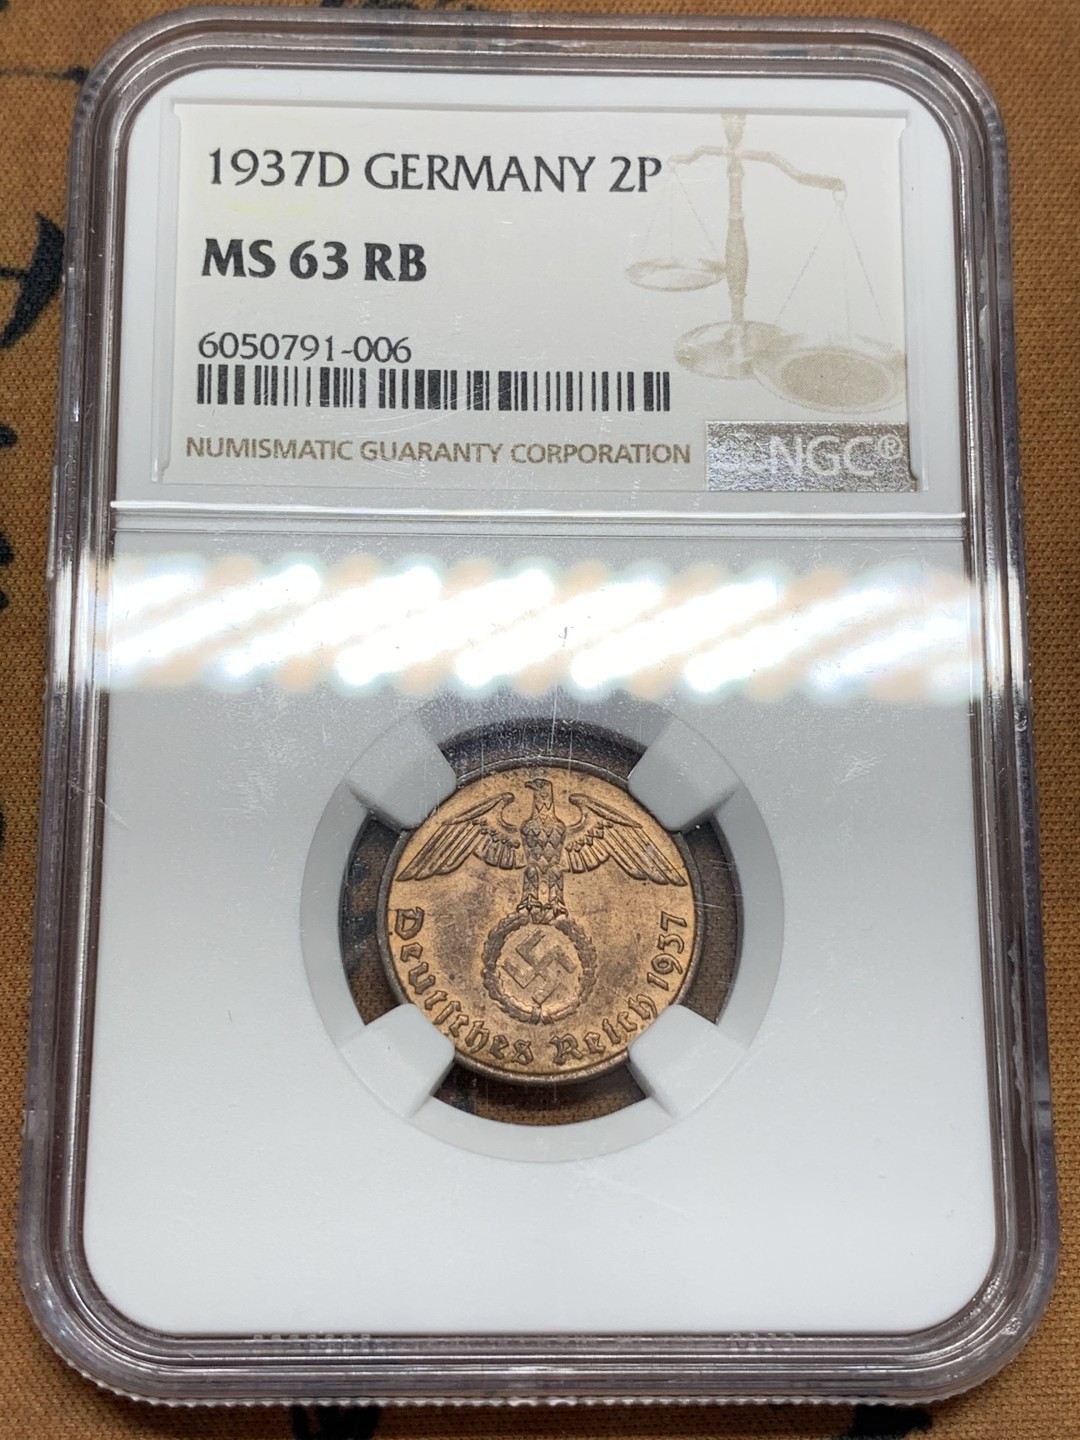 1937D GERMANY 2P
MS 63 RB
6050791-006
NUMISMATIC GUARANTY CORPORATION
NGC®
Deutſches Reich 1937